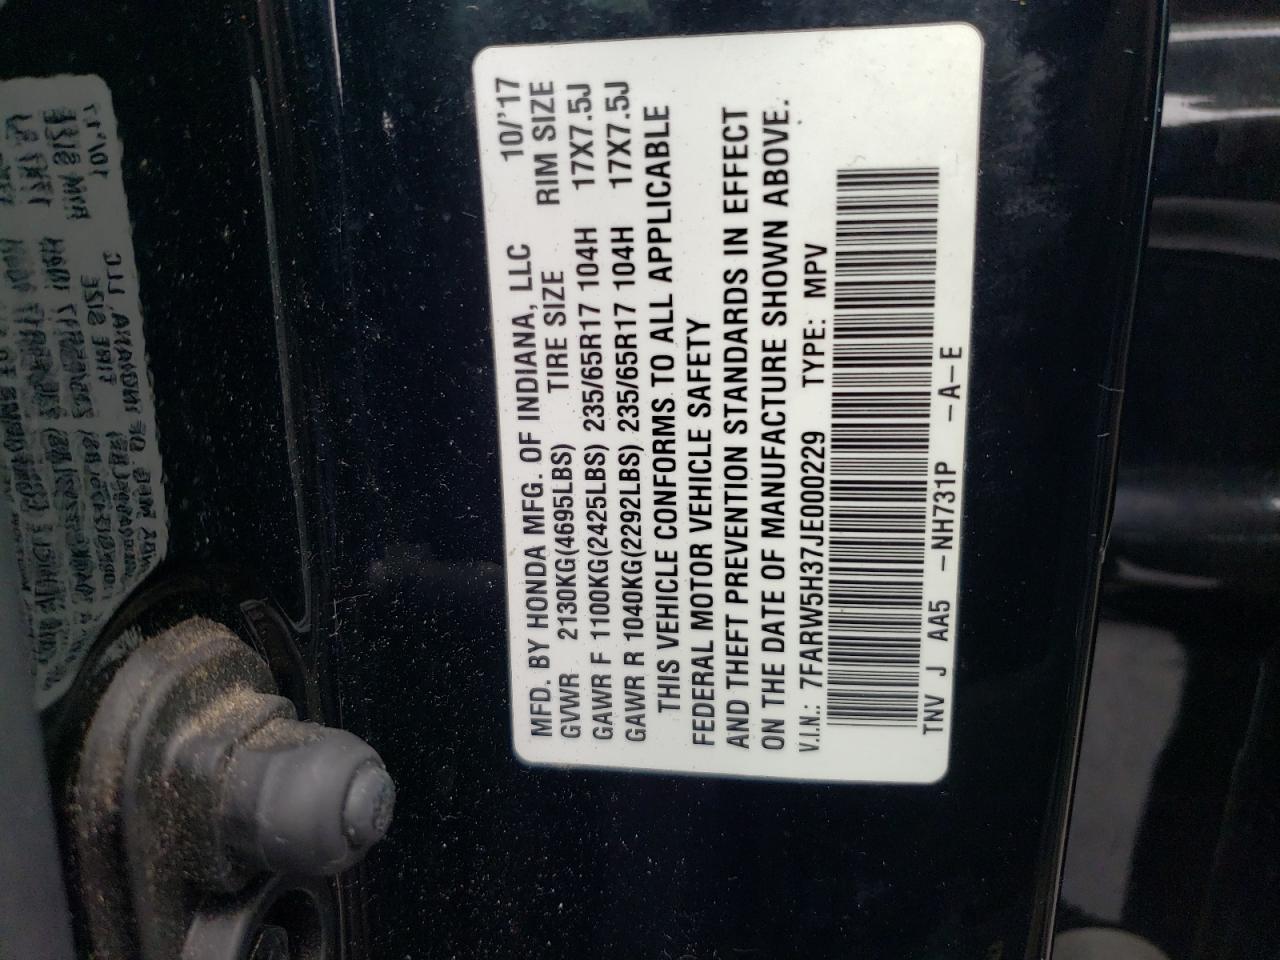 MFD. BY HONDA MFG. OF INDIANA, LLC 10/'17
GVWR 2130KG(4695LBS) TIRE SIZE RIM SIZE
GAWR F 1100KG(2425LBS) 235/65R17 104H 17X7.5J
GAWR R 1040KG(2292LBS) 235/65R17 104H 17X7.5J
THIS VEHICLE CONFORMS TO ALL APPLICABLE
FEDERAL MOTOR VEHICLE SAFETY
AND THEFT PREVENTION STANDARDS IN EFFECT
ON THE DATE OF MANUFACTURE SHOWN ABOVE.
V.I.N.: 7FARW5H37JE000229 TYPE: MPV
TNV J AA5 -NH731P -A-E